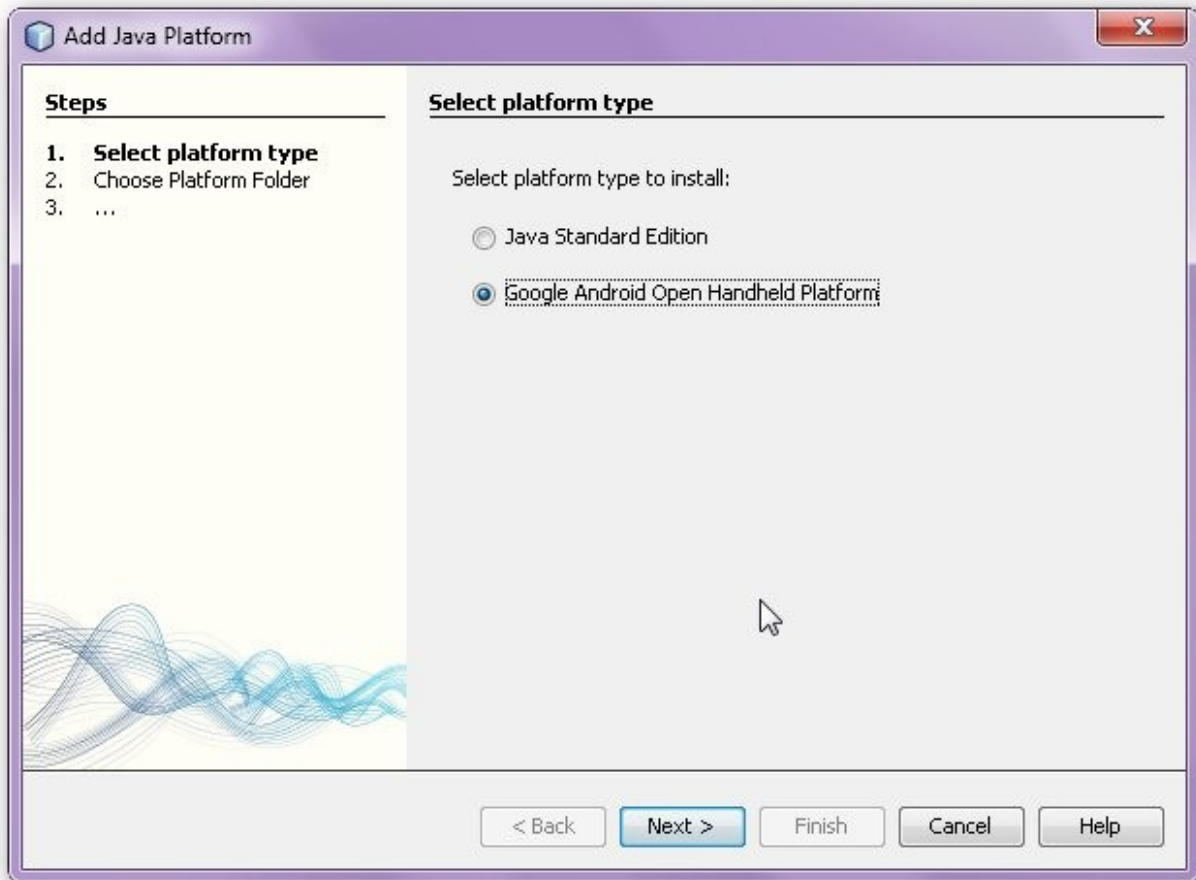 Add Java Platform
Steps
1. Select platform type
2. Choose Platform Folder
3. ...
Select platform type
Select platform type to install:
Java Standard Edition
Google Android Open Handheld Platform
< Back
Next >
Finish
Cancel
Help